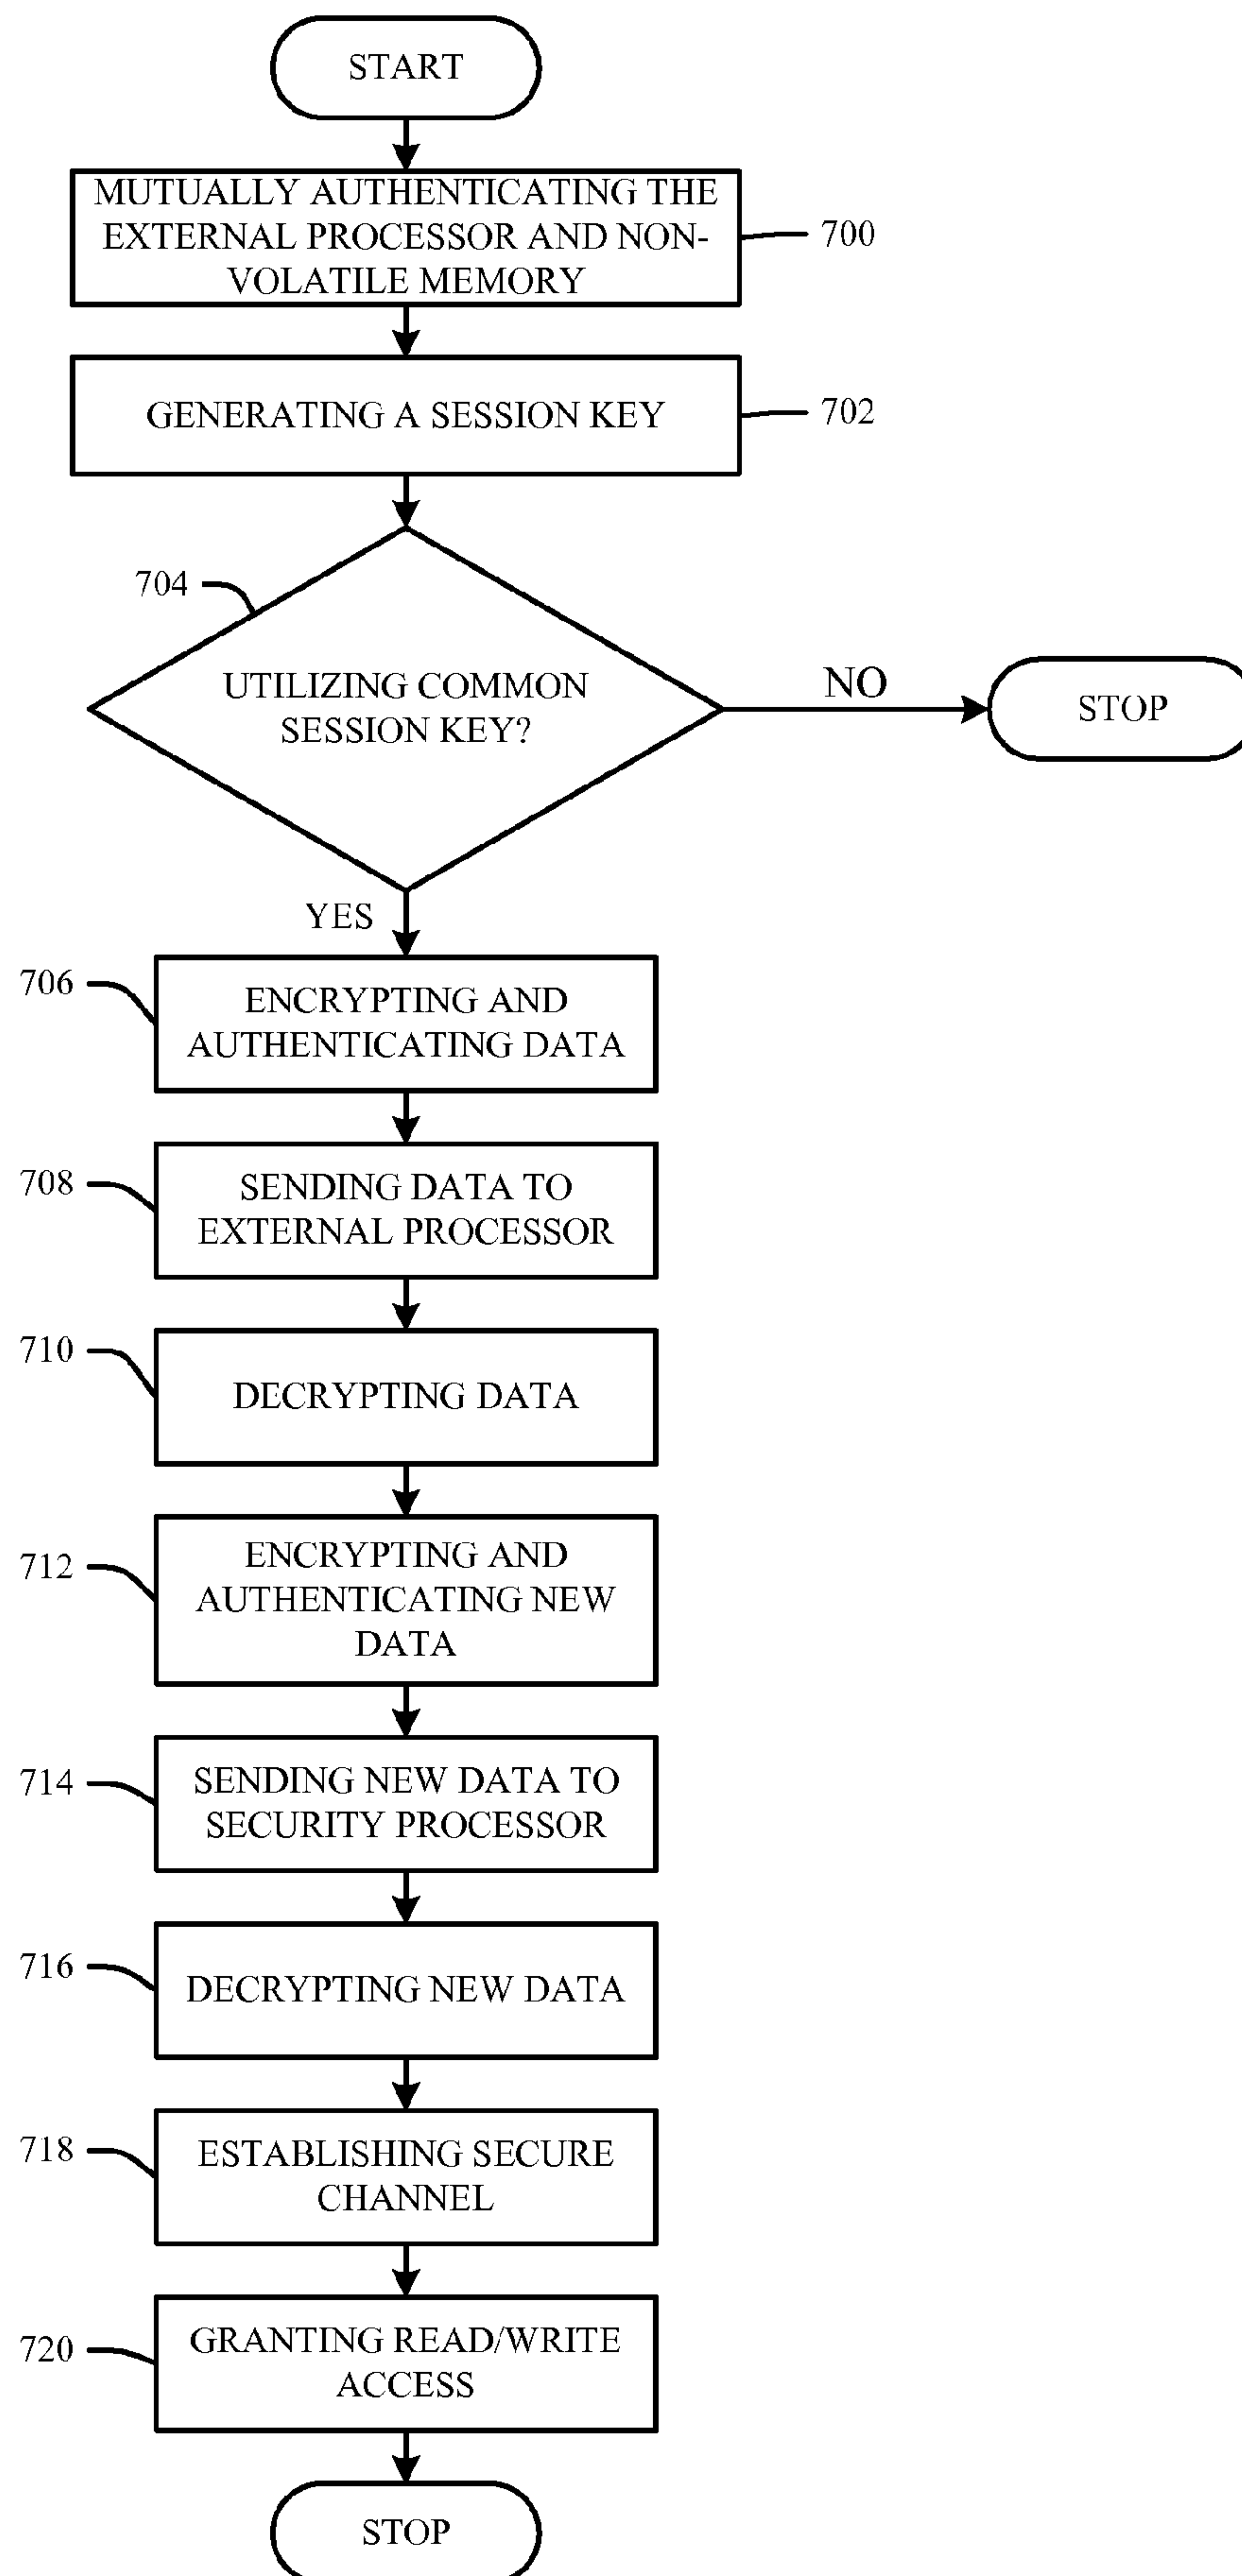 START
MUTUALLY AUTHENTICATING THE
EXTERNAL PROCESSOR AND NON-
VOLATILE MEMORY
700
GENERATING A SESSION KEY
702
704
UTILIZING COMMON
SESSION KEY?
NO
STOP
YES
706
ENCRYPTING AND
AUTHENTICATING DATA
708
SENDING DATA TO
EXTERNAL PROCESSOR
710
DECRYPTING DATA
712
ENCRYPTING AND
AUTHENTICATING NEW
DATA
714
SENDING NEW DATA TO
SECURITY PROCESSOR
716
DECRYPTING NEW DATA
718
ESTABLISHING SECURE
CHANNEL
720
GRANTING READ/WRITE
ACCESS
STOP